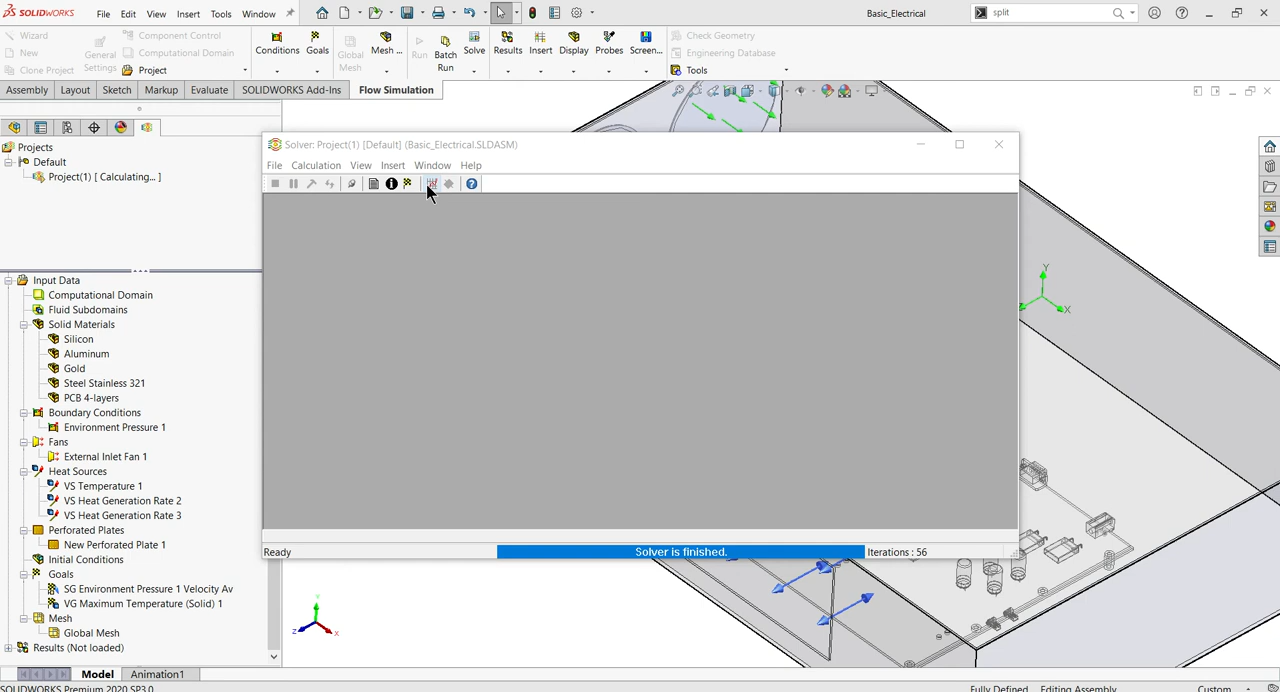 SOLIDWORKS File Edit View Insert Tools Window Basic_Electrical split
Wizard Component Control Check Geometry
New General Settings Computational Domain Conditions Goals Global Mesh Mesh ... Run Batch Run Solve Results Insert Display Probes Screen... Engineering Database
Clone Project Project Tools
Assembly Layout Sketch Markup Evaluate SOLIDWORKS Add-Ins Flow Simulation
Projects
Default
Project(1) [ Calculating... ]
Solver: Project(1) [Default] (Basic_Electrical.SLDASM)
File Calculation View Insert Window Help
Input Data
Computational Domain
Fluid Subdomains
Solid Materials
Silicon
Aluminum
Gold
Steel Stainless 321
PCB 4-layers
Boundary Conditions
Environment Pressure 1
Fans
External Inlet Fan 1
Heat Sources
VS Temperature 1
VS Heat Generation Rate 2
VS Heat Generation Rate 3
Perforated Plates
New Perforated Plate 1
Initial Conditions
Goals
SG Environment Pressure 1 Velocity Av
VG Maximum Temperature (Solid) 1
Mesh
Global Mesh
Results (Not loaded)
Ready Solver is finished. Iterations : 56
Y
X
Y
Z
X
Model Animation1
SOLIDWORKS Premium 2020 SP3.0 Fully Defined Editing Assembly Custom